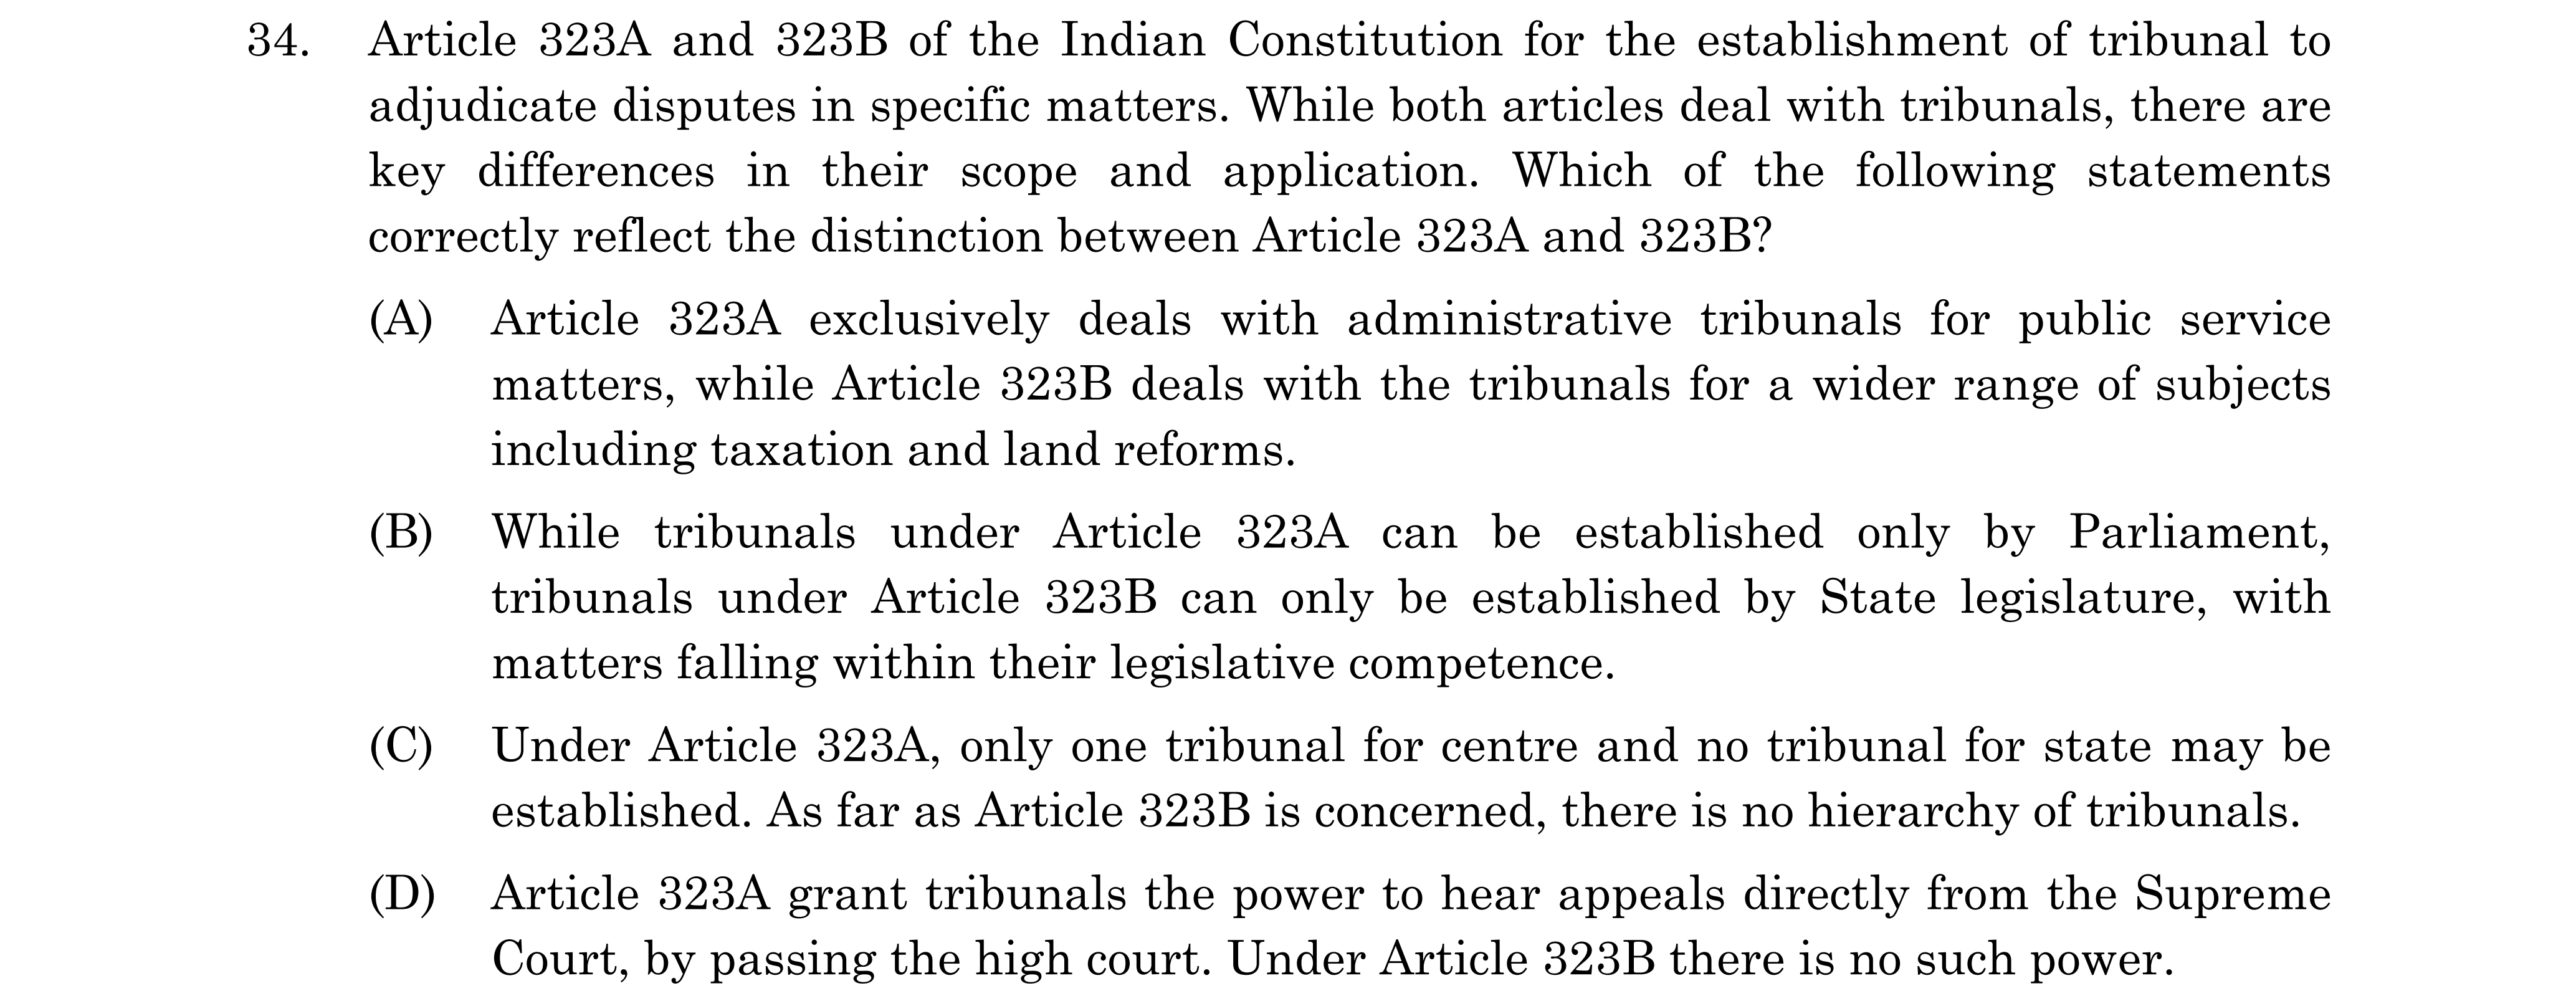 34. Article 323A and 323B of the Indian Constitution for the establishment of tribunal to
adjudicate disputes in specific matters. While both articles deal with tribunals, there are
key differences in their scope and application. Which of the following statements
correctly reflect the distinction between Article 323A and 323B?
(A) Article 323A exclusively deals with administrative tribunals for public service
matters, while Article 323B deals with the tribunals for a wider range of subjects
including taxation and land reforms.
(B) While tribunals under Article 323A can be established only by Parliament,
tribunals under Article 323B can only be established by State legislature, with
matters falling within their legislative competence.
(C) Under Article 323A, only one tribunal for centre and no tribunal for state may be
established. As far as Article 323B is concerned, there is no hierarchy of tribunals.
(D) Article 323A grant tribunals the power to hear appeals directly from the Supreme
Court, by passing the high court. Under Article 323B there is no such power.